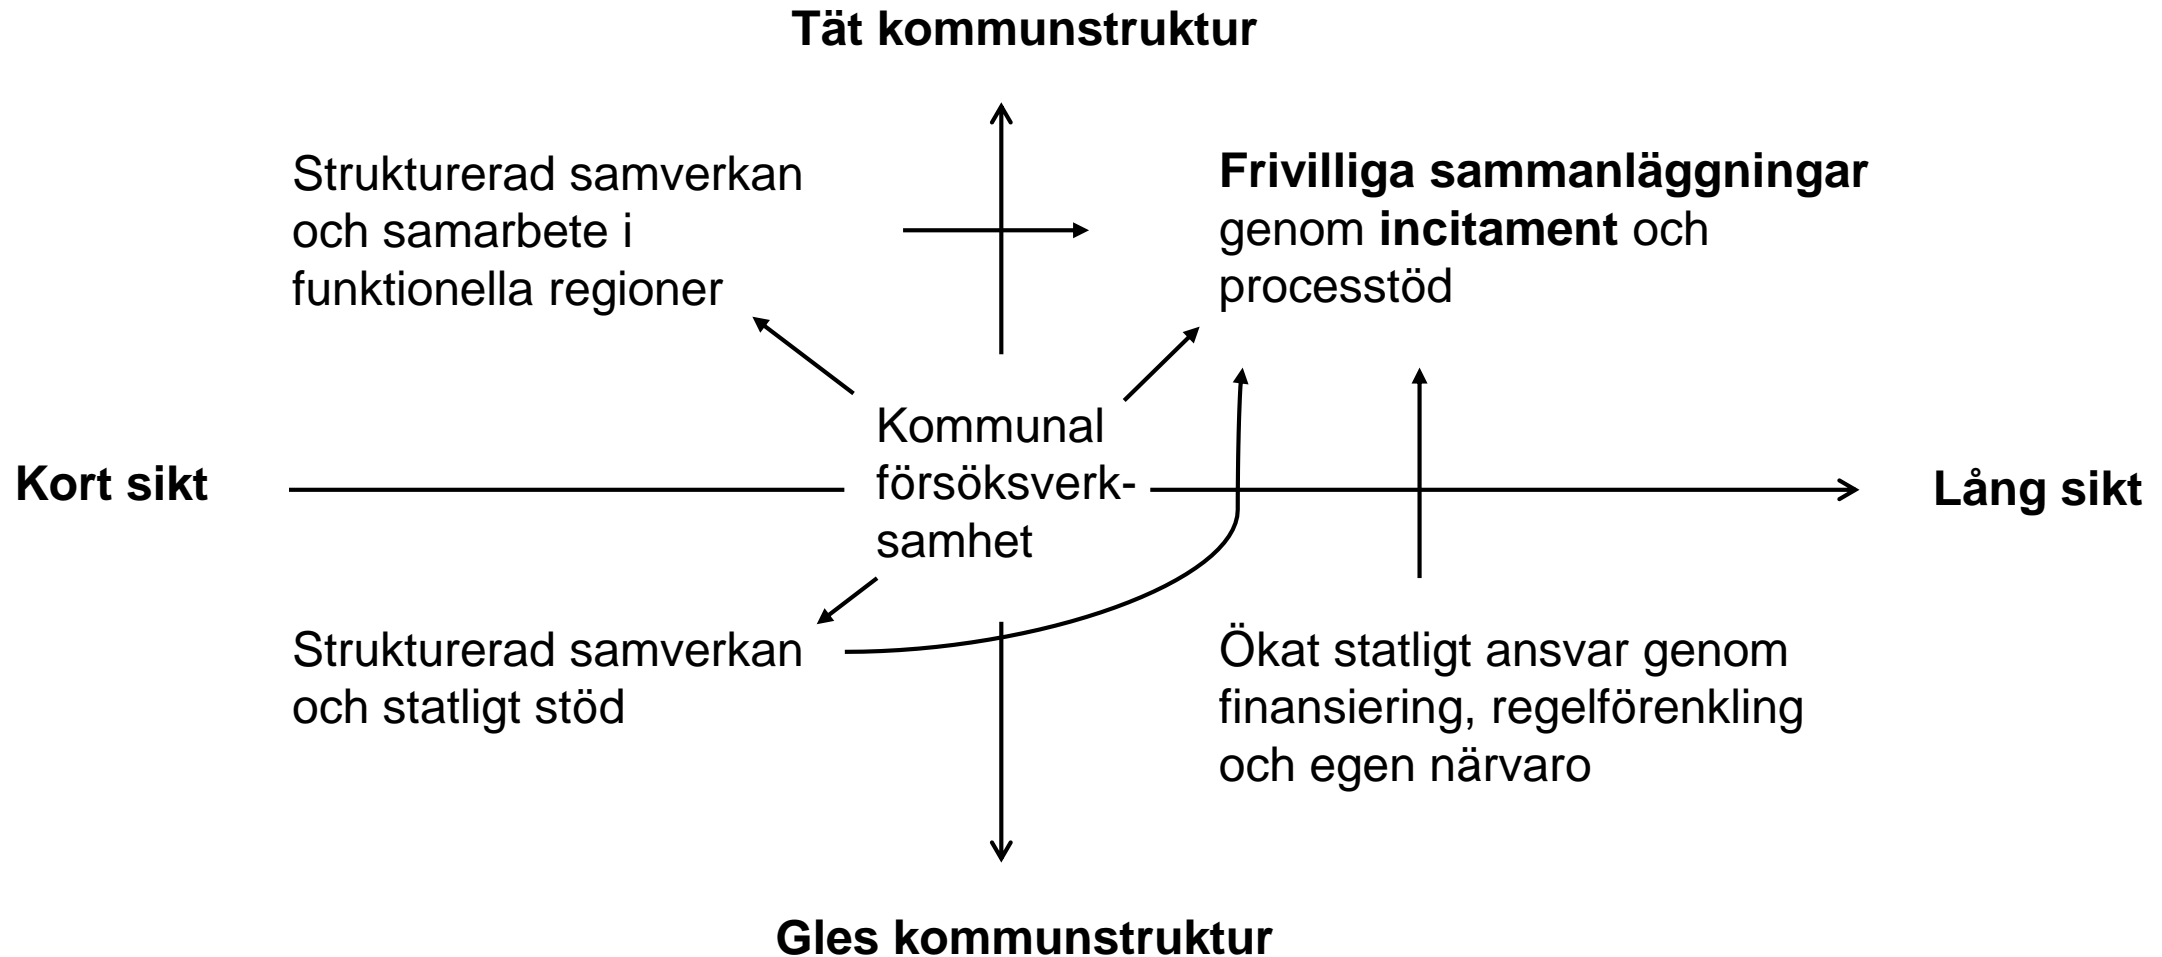 Tät kommunstruktur
Strukturerad samverkan
och samarbete i
funktionella regioner
Frivilliga sammanläggningar
genom incitament och
processtöd
Kommunal
försöksverk-
samhet
Kort sikt
Lång sikt
Strukturerad samverkan
och statligt stöd
Ökat statligt ansvar genom
finansiering, regelförenkling
och egen närvaro
Gles kommunstruktur